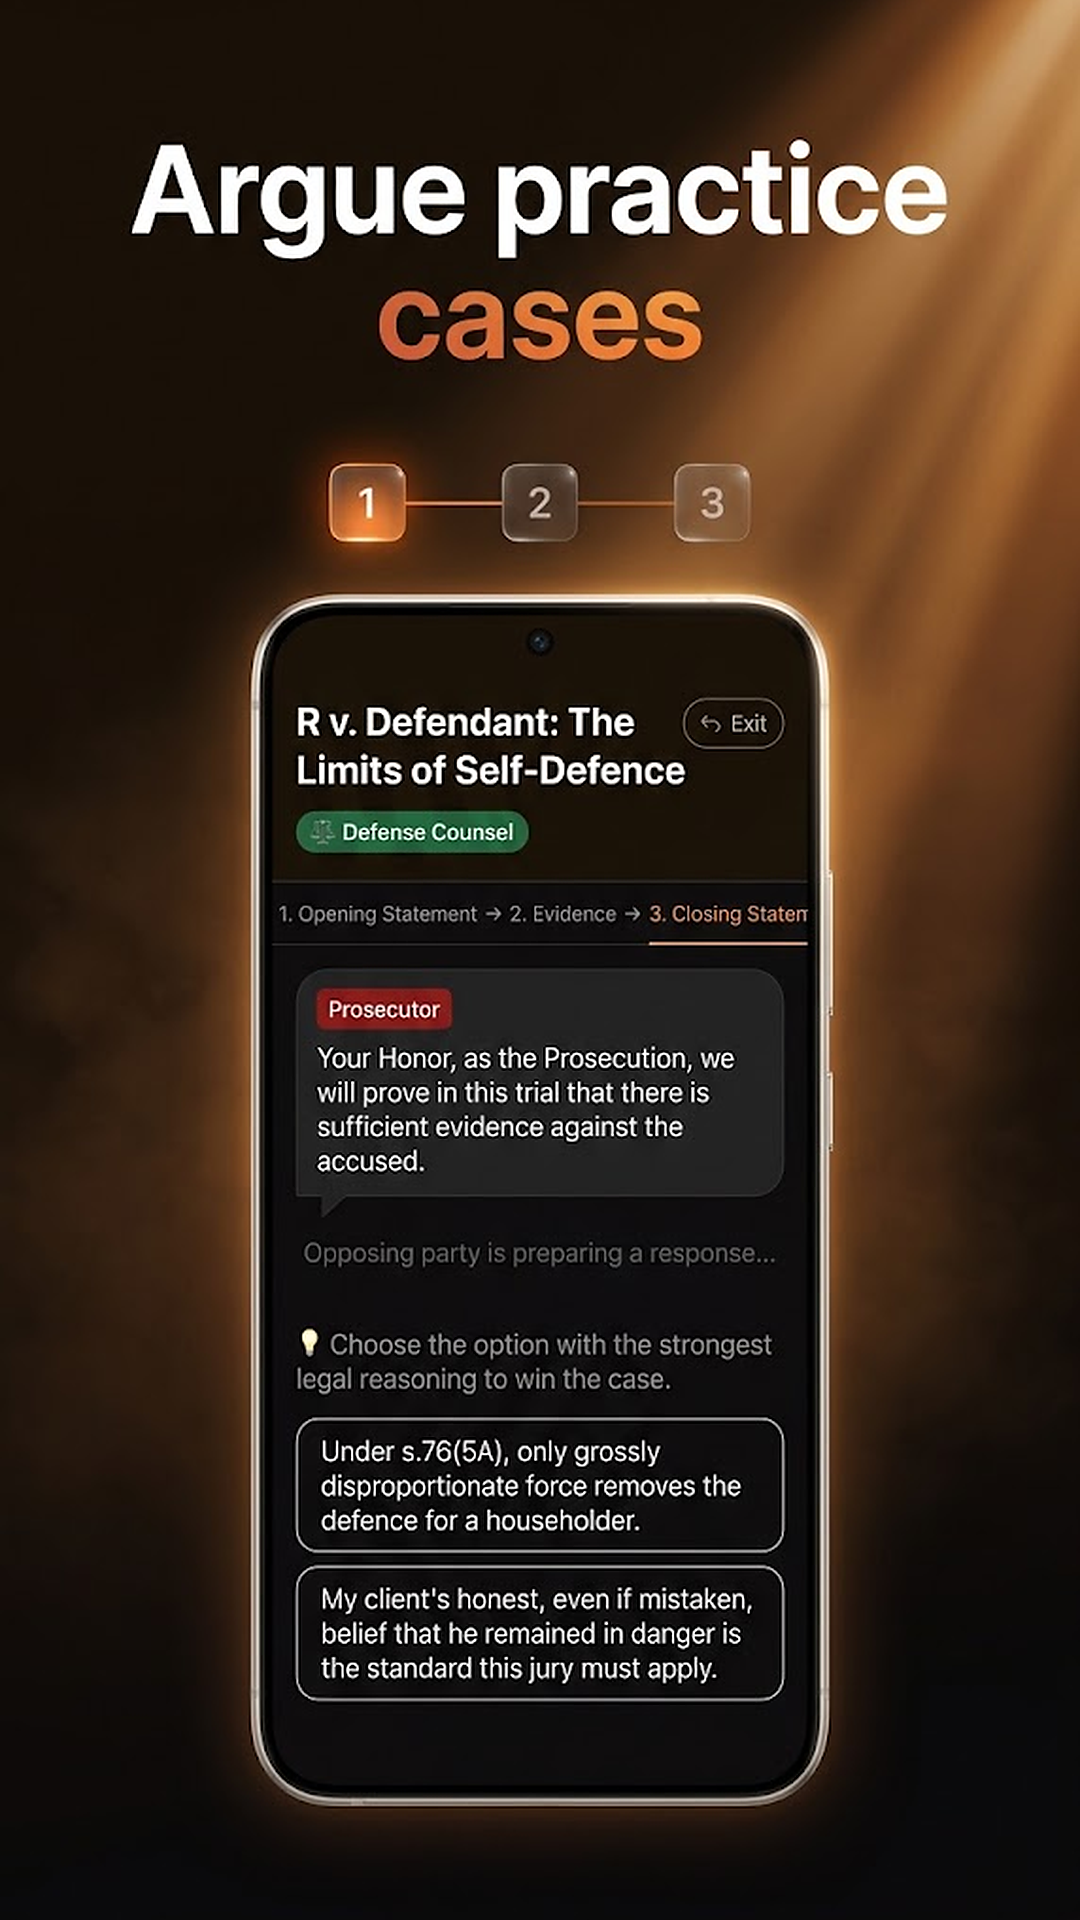 Argue practice
cases
1
2
3
R v. Defendant: The
Limits of Self-Defence
Exit
Defense Counsel
1. Opening Statement → 2. Evidence → 3. Closing Statem
Prosecutor
Your Honor, as the Prosecution, we
will prove in this trial that there is
sufficient evidence against the
accused.
Opposing party is preparing a response...
💡 Choose the option with the strongest
legal reasoning to win the case.
Under s.76(5A), only grossly
disproportionate force removes the
defence for a householder.
My client's honest, even if mistaken,
belief that he remained in danger is
the standard this jury must apply.